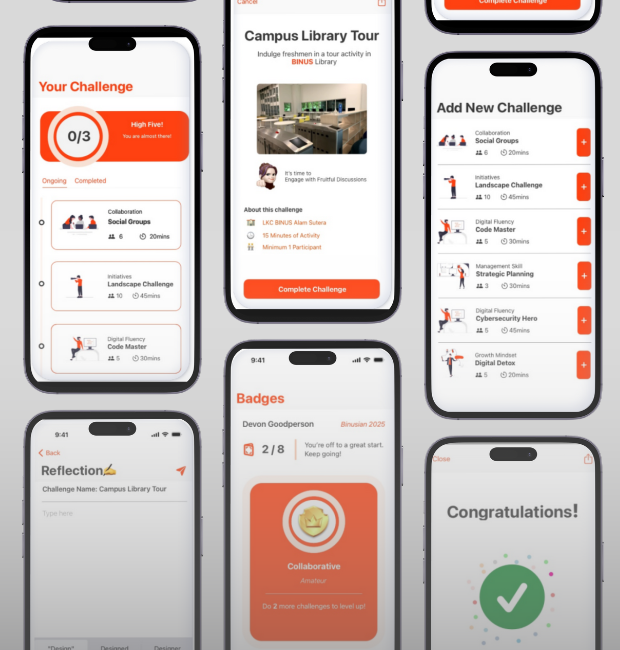 Your Challenge
0/3
High Five!
You are almost there!
Ongoing
Completed
Collaboration
Social Groups
6
20mins
Initiatives
Landscape Challenge
10
45mins
Digital Fluency
Code Master
5
30mins
9:41
Back
Reflection✍️
Challenge Name: Campus Library Tour
Type here
"Design"
Designed
Designer
Cancel
Campus Library Tour
Indulge freshmen in a tour activity in
BINUS Library
It's time to
Engage with Fruitful Discussions
About this challenge
LKC BINUS Alam Sutera
15 Minutes of Activity
Minimum 1 Participant
Complete Challenge
9:41
Badges
Devon Goodperson
Binusian 2025
2 / 8
You're off to a great start.
Keep going!
Collaborative
Amateur
Do 2 more challenges to level up!
Complete Challenge
Add New Challenge
Collaboration
Social Groups
6
20mins
+
Initiatives
Landscape Challenge
10
45mins
+
Digital Fluency
Code Master
5
30mins
+
Management Skill
Strategic Planning
3
30mins
+
Digital Fluency
Cybersecurity Hero
5
45mins
+
Growth Mindset
Digital Detox
5
20mins
+
Close
Congratulations!